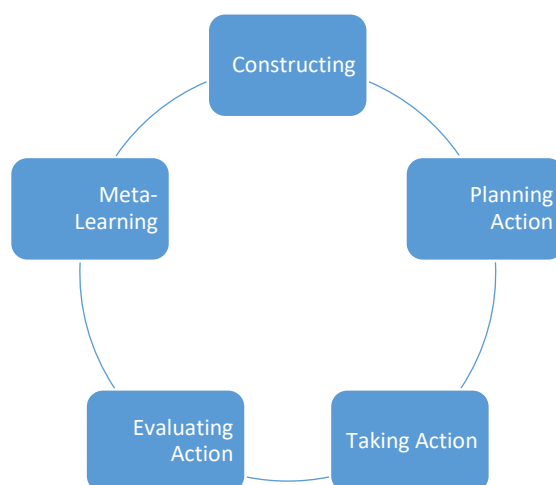 Constructing
Planning
Action
Taking Action
Evaluating
Action
Meta-
Learning